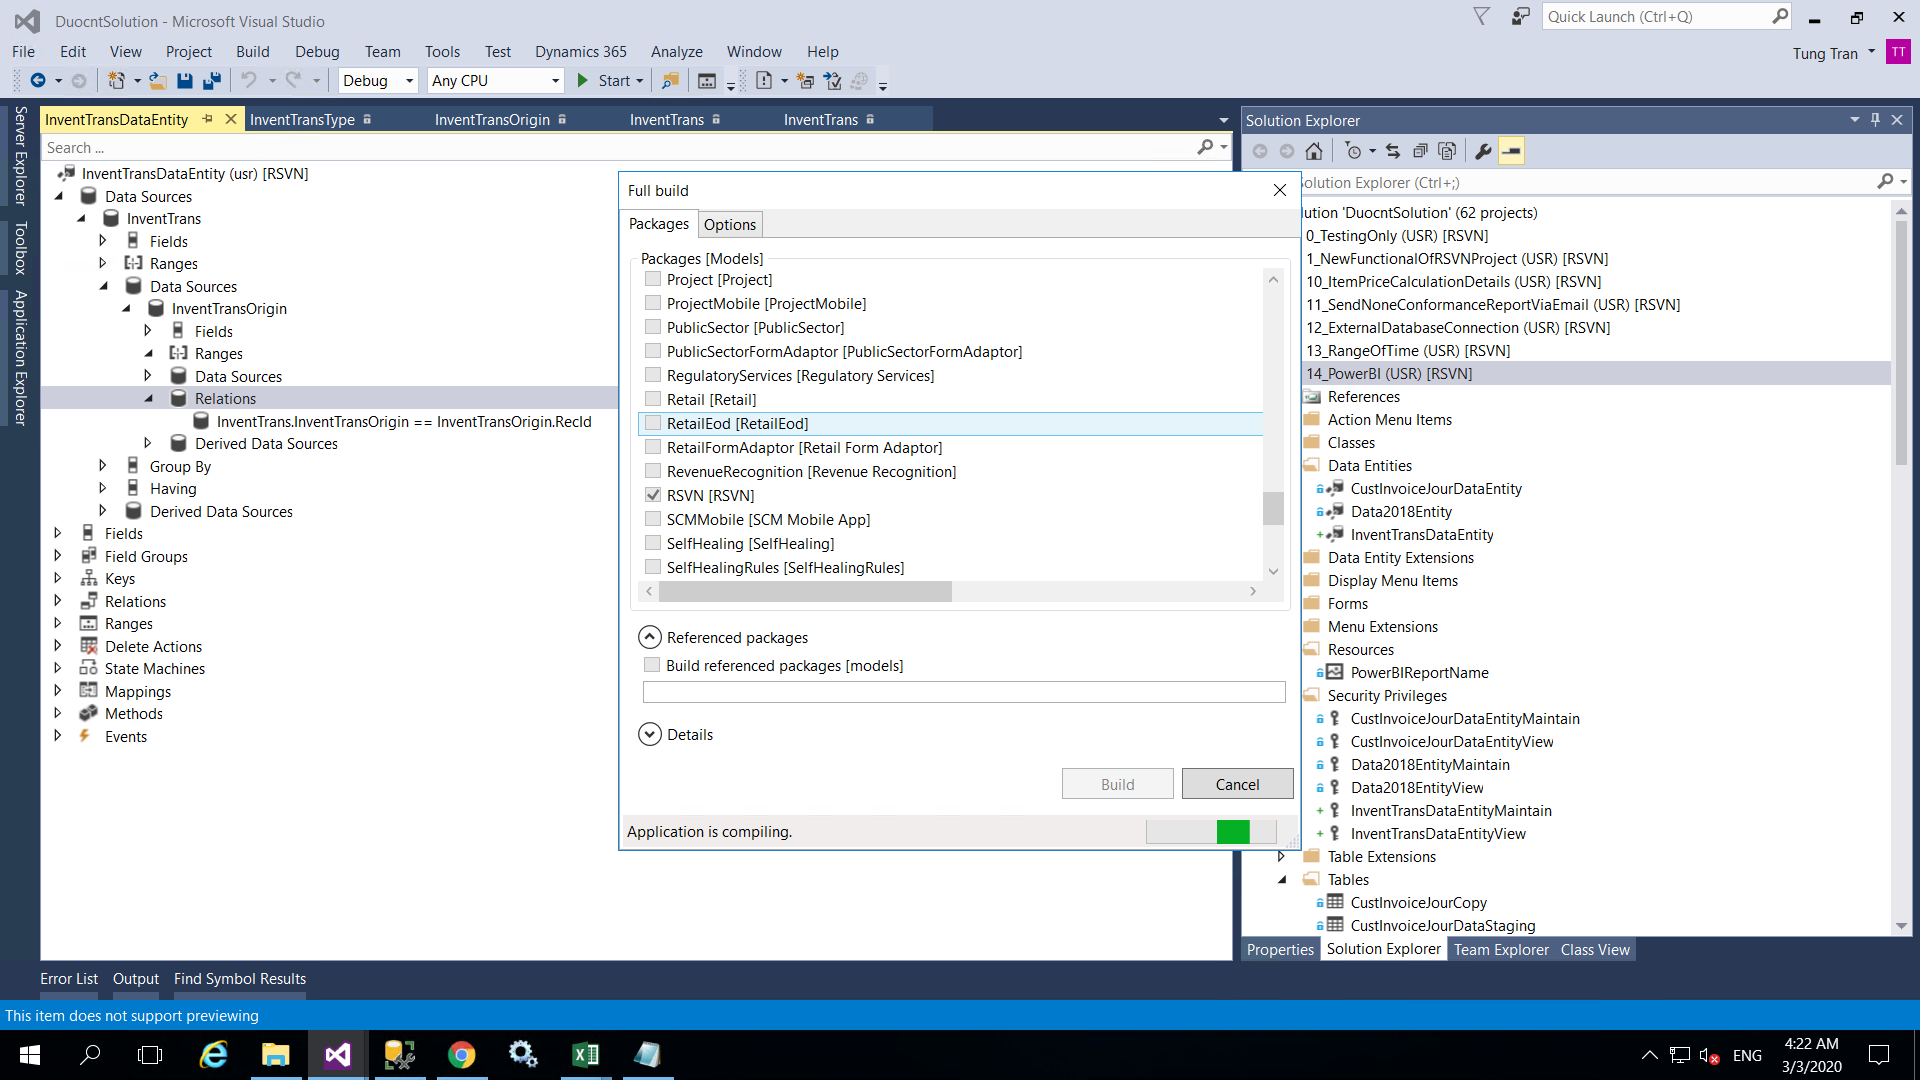 DuocntSolution - Microsoft Visual Studio
Quick Launch (Ctrl+Q)
File Edit View Project Build Debug Team Tools Test Dynamics 365 Analyze Window Help
Tung Tran TT
Debug Any CPU Start
Server Explorer
Toolbox
Application Explorer
InventTransDataEntity InventTransType InventTransOrigin InventTrans InventTrans
Search ...
InventTransDataEntity (usr) [RSVN]
Data Sources
InventTrans
Fields
Ranges
Data Sources
InventTransOrigin
Fields
Ranges
Data Sources
Relations
InventTrans.InventTransOrigin == InventTransOrigin.RecId
Derived Data Sources
Group By
Having
Derived Data Sources
Fields
Field Groups
Keys
Relations
Ranges
Delete Actions
State Machines
Mappings
Methods
Events
Full build
Packages Options
Packages [Models]
Project [Project]
ProjectMobile [ProjectMobile]
PublicSector [PublicSector]
PublicSectorFormAdaptor [PublicSectorFormAdaptor]
RegulatoryServices [Regulatory Services]
Retail [Retail]
RetailEod [RetailEod]
RetailFormAdaptor [Retail Form Adaptor]
RevenueRecognition [Revenue Recognition]
RSVN [RSVN]
SCMMobile [SCM Mobile App]
SelfHealing [SelfHealing]
SelfHealingRules [SelfHealingRules]
Referenced packages
Build referenced packages [models]
Details
Build Cancel
Application is compiling.
Solution Explorer
Solution Explorer (Ctrl+;)
lution 'DuocntSolution' (62 projects)
0_TestingOnly (USR) [RSVN]
1_NewFunctionalOfRSVNProject (USR) [RSVN]
10_ItemPriceCalculationDetails (USR) [RSVN]
11_SendNoneConformanceReportViaEmail (USR) [RSVN]
12_ExternalDatabaseConnection (USR) [RSVN]
13_RangeOfTime (USR) [RSVN]
14_PowerBI (USR) [RSVN]
References
Action Menu Items
Classes
Data Entities
CustInvoiceJourDataEntity
Data2018Entity
InventTransDataEntity
Data Entity Extensions
Display Menu Items
Forms
Menu Extensions
Resources
PowerBIReportName
Security Privileges
CustInvoiceJourDataEntityMaintain
CustInvoiceJourDataEntityView
Data2018EntityMaintain
Data2018EntityView
InventTransDataEntityMaintain
InventTransDataEntityView
Table Extensions
Tables
CustInvoiceJourCopy
CustInvoiceJourDataStaging
Properties Solution Explorer Team Explorer Class View
Error List Output Find Symbol Results
This item does not support previewing
ENG
4:22 AM
3/3/2020